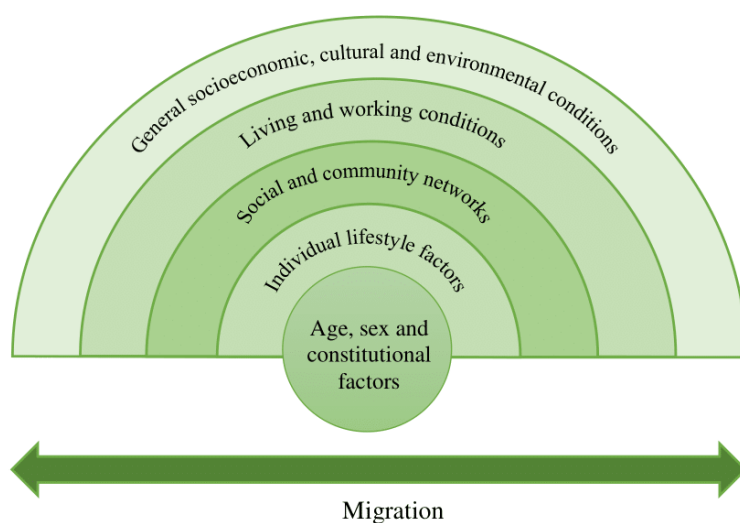 General socioeconomic, cultural and environmental conditions
Living and working conditions
Social and community networks
Individual lifestyle factors
Age, sex and
constitutional
factors
Migration